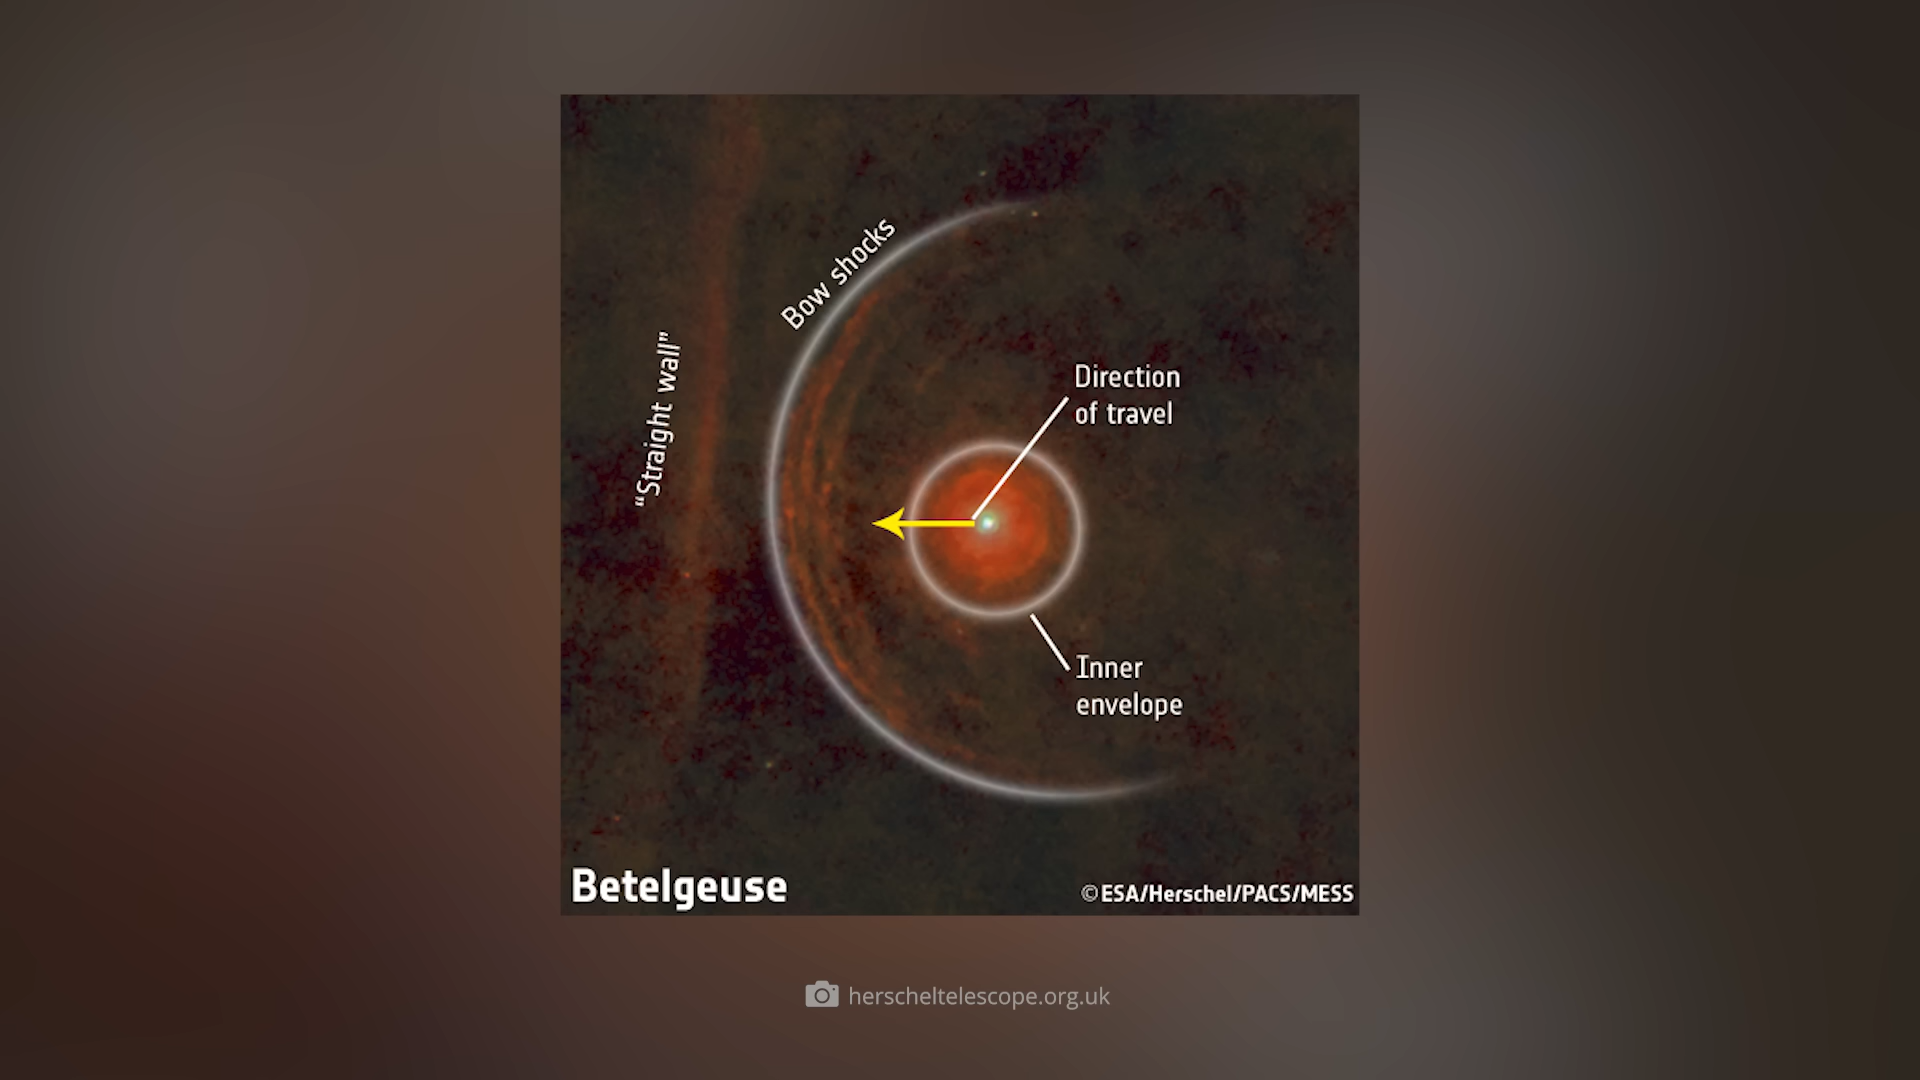 Bow shocks
“Straight wall”
Direction
of travel
Inner
envelope
Betelgeuse
©ESA/Herschel/PACS/MESS
herscheltelescope.org.uk